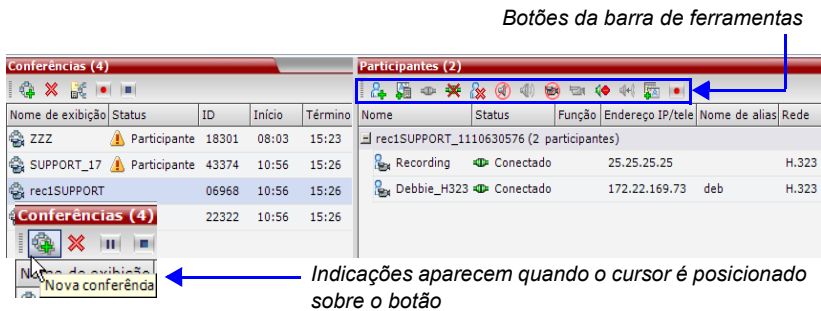 Botões da barra de ferramentas
Conferências (4)
Participantes (2)
Nome de exibição Status ID Início Término
Nome Status Função Endereço IP/tele Nome de alias Rede
ZZZ Participante 18301 08:03 15:23
rec1SUPPORT_1110630576 (2 participantes)
SUPPORT_17 Participante 43374 10:56 15:26
Recording Conectado 25.25.25.25 H.323
rec1SUPPORT 06968 10:56 15:26
Debbie_H323 Conectado 172.22.169.73 deb H.323
22322 10:56 15:26
Conferências (4)
Nome de exibição
Nova conferência
Indicações aparecem quando o cursor é posicionado
sobre o botão